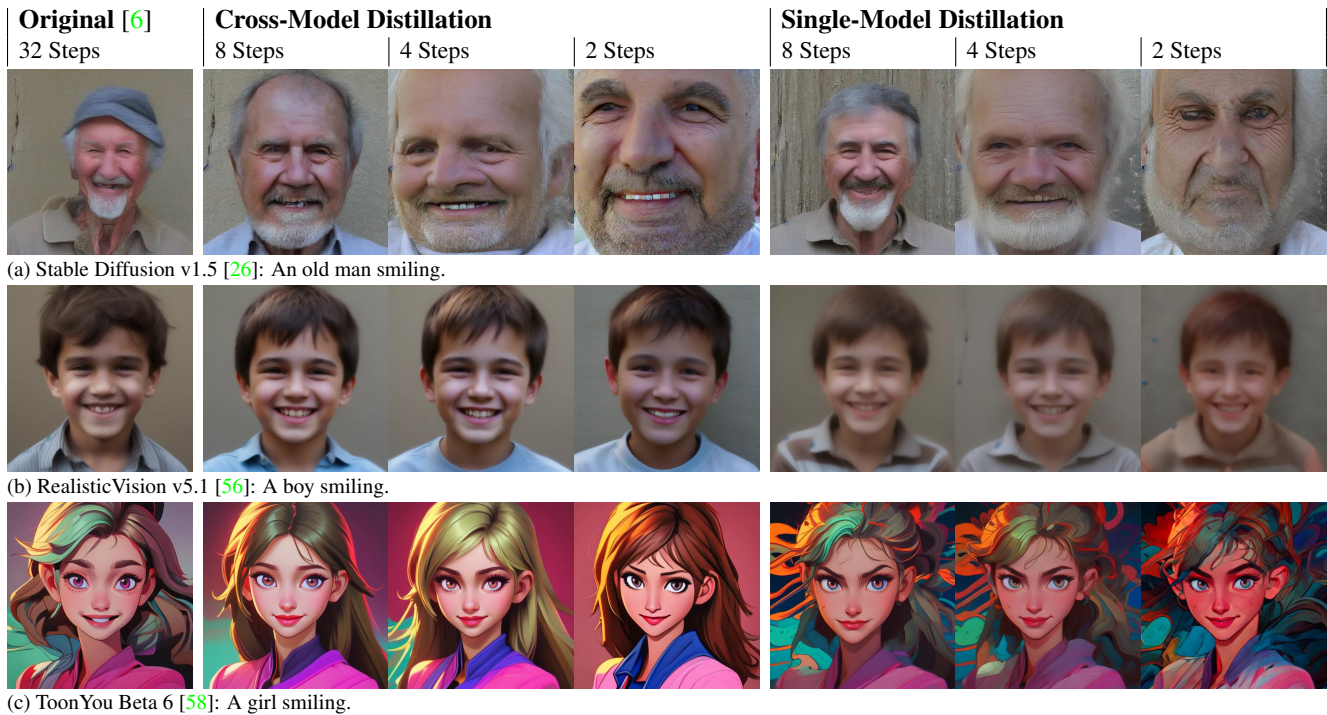 Original [6]
Cross-Model Distillation
Single-Model Distillation
32 Steps
8 Steps
4 Steps
2 Steps
8 Steps
4 Steps
2 Steps
(a) Stable Diffusion v1.5 [26]: An old man smiling.
(b) RealisticVision v5.1 [56]: A boy smiling.
(c) ToonYou Beta 6 [58]: A girl smiling.